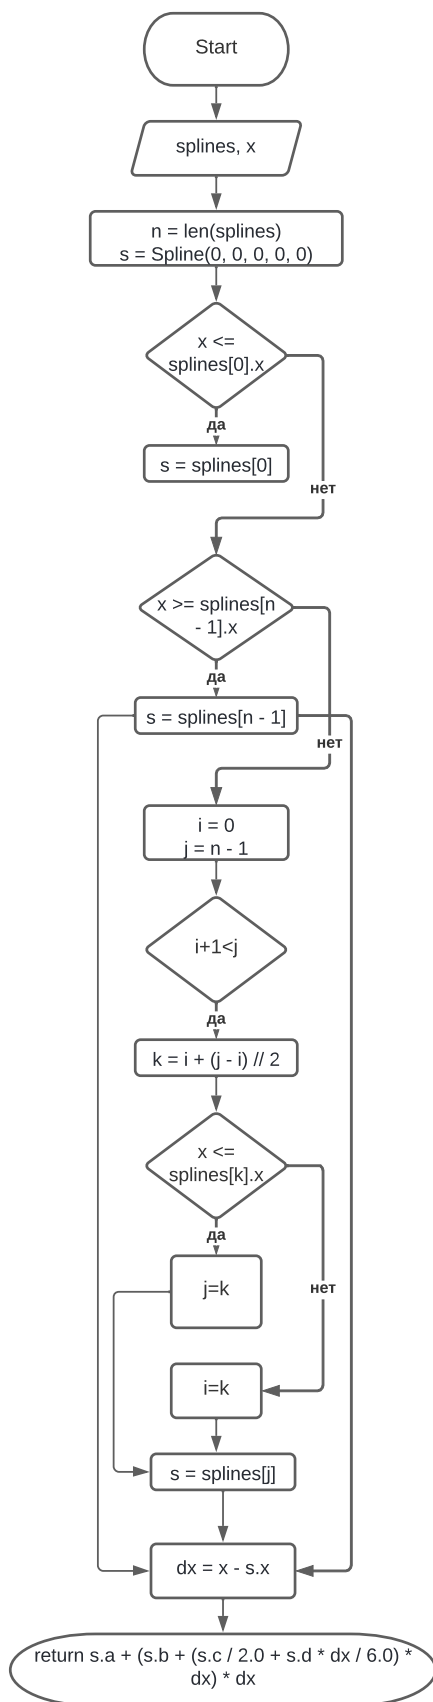 Start
splines, x
n = len(splines)
s = Spline(0, 0, 0, 0, 0)
x <=
splines[0].x
да
s = splines[0]
нет
x >= splines[n
- 1].x
да
s = splines[n - 1]
нет
i = 0
j = n - 1
i+1<j
да
k = i + (j - i) // 2
x <=
splines[k].x
да
j=k
нет
i=k
s = splines[j]
dx = x - s.x
return s.a + (s.b + (s.c / 2.0 + s.d * dx / 6.0) *
dx) * dx